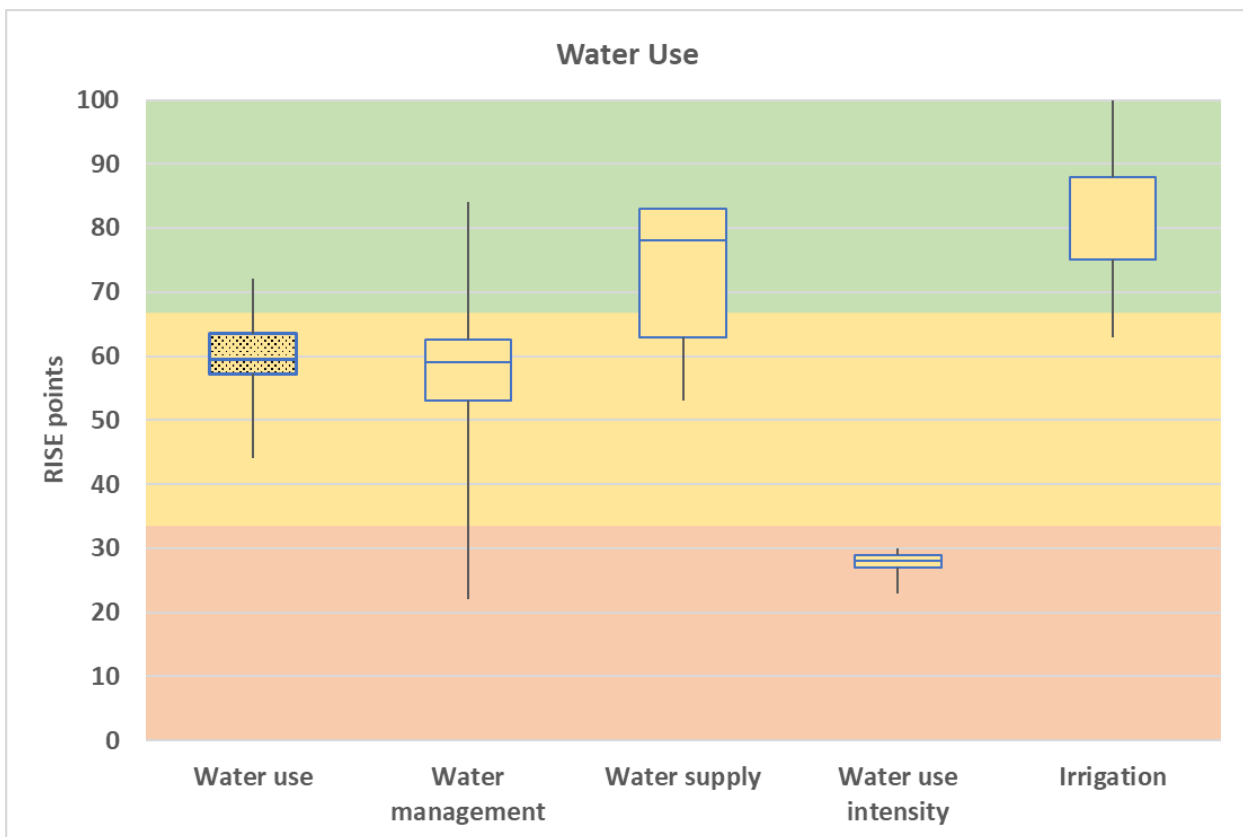 Water Use
100
90
80
70
60
50
40
30
20
10
0
RISE points
Water use
Water
management
Water supply
Water use
intensity
Irrigation